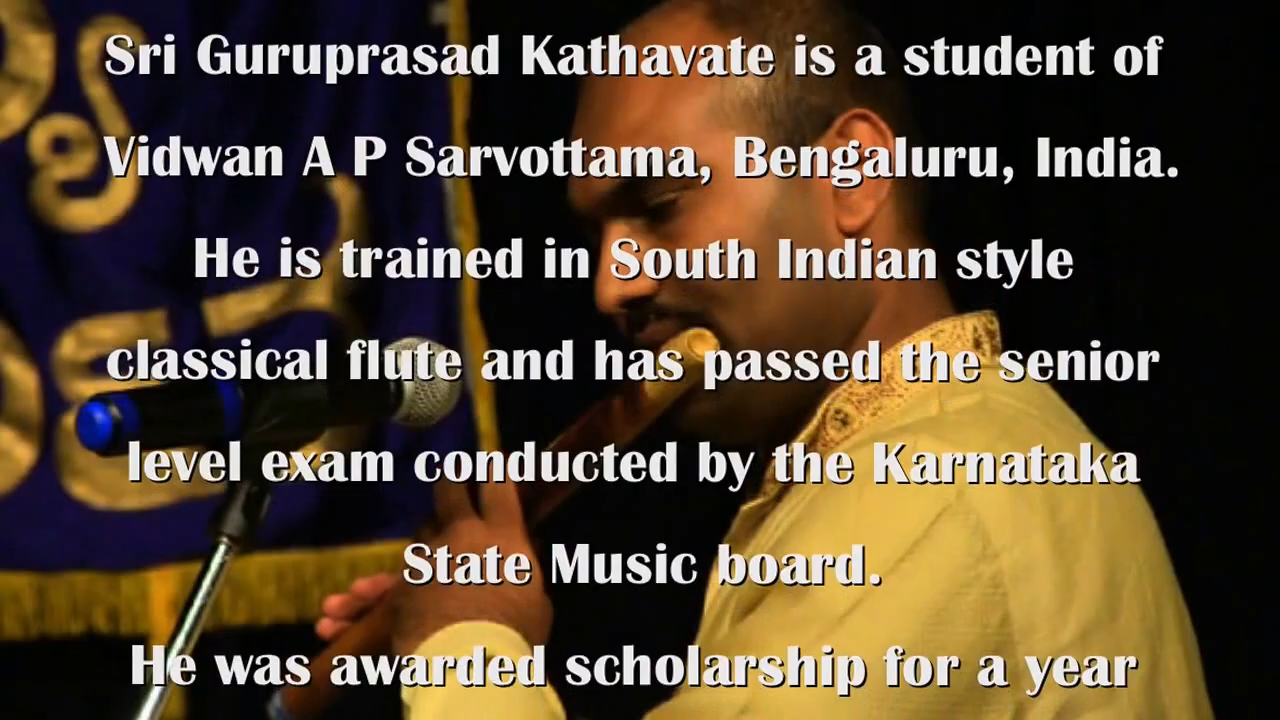 Sri Guruprasad Kathavate is a student of
Vidwan A P Sarvottama, Bengaluru, India.
He is trained in South Indian style
classical flute and has passed the senior
level exam conducted by the Karnataka
State Music board.
He was awarded scholarship for a year